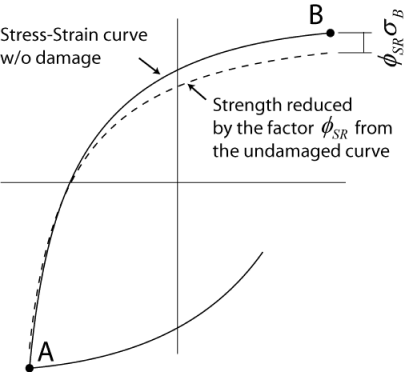 B
Stress-Strain curve
w/o damage
ϕ_SR σ_B
Strength reduced
by the factor ϕ_SR from
the undamaged curve
A